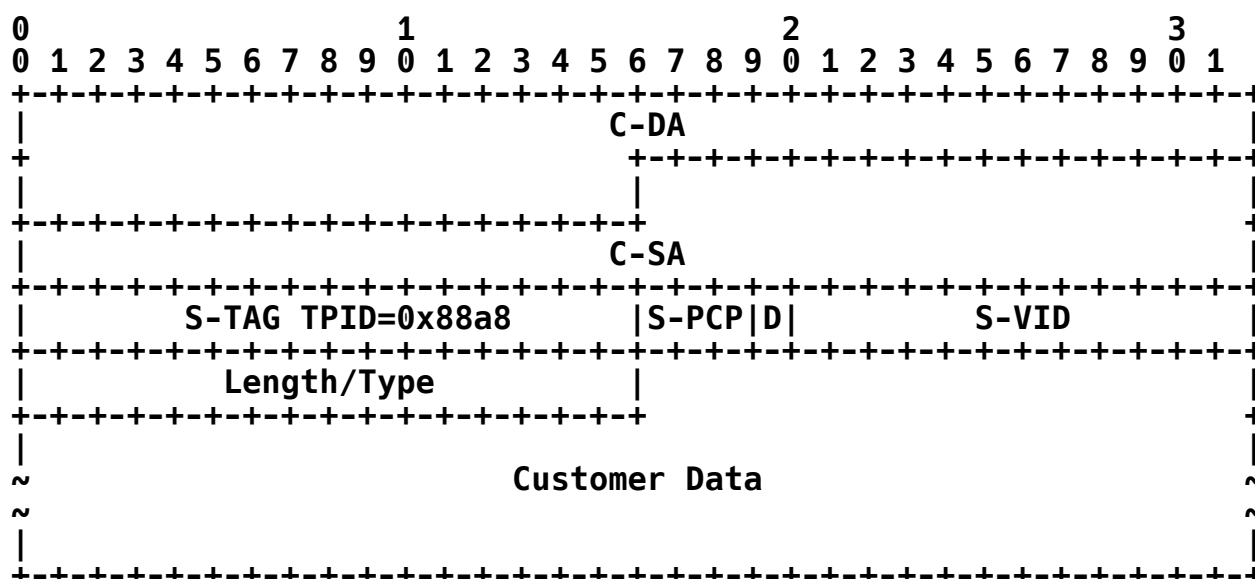 0                   1                   2                   3
0 1 2 3 4 5 6 7 8 9 0 1 2 3 4 5 6 7 8 9 0 1 2 3 4 5 6 7 8 9 0 1
+-+-+-+-+-+-+-+-+-+-+-+-+-+-+-+-+-+-+-+-+-+-+-+-+-+-+-+-+-+-+-+-+
|                              C-DA                             |
+                               +-+-+-+-+-+-+-+-+-+-+-+-+-+-+-+-+
|                               |                               |
+-+-+-+-+-+-+-+-+-+-+-+-+-+-+-+-+                               +
|                              C-SA                             |
+-+-+-+-+-+-+-+-+-+-+-+-+-+-+-+-+-+-+-+-+-+-+-+-+-+-+-+-+-+-+-+-+
|        S-TAG TPID=0x88a8      |S-PCP|D|         S-VID         |
+-+-+-+-+-+-+-+-+-+-+-+-+-+-+-+-+-+-+-+-+-+-+-+-+-+-+-+-+-+-+-+-+
|          Length/Type          |                               |
+-+-+-+-+-+-+-+-+-+-+-+-+-+-+-+-+                               +
|                                                               |
~                         Customer Data                         ~
~                                                               ~
|                                                               |
+-+-+-+-+-+-+-+-+-+-+-+-+-+-+-+-+-+-+-+-+-+-+-+-+-+-+-+-+-+-+-+-+